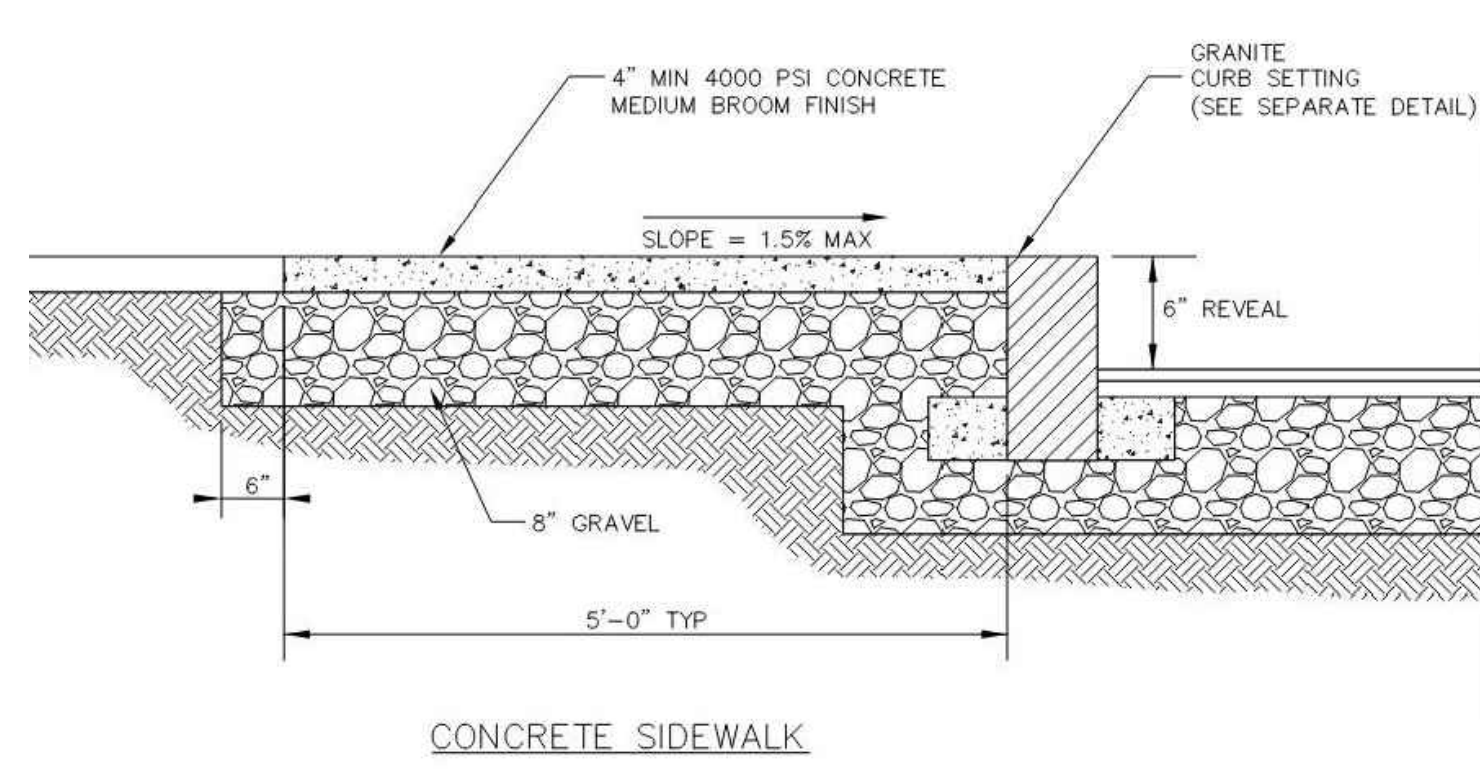 GRANITE
CURB SETTING
(SEE SEPARATE DETAIL)
4" MIN 4000 PSI CONCRETE
MEDIUM BROOM FINISH
SLOPE = 1.5% MAX
6" REVEAL
6"
8" GRAVEL
5'-0" TYP
CONCRETE SIDEWALK